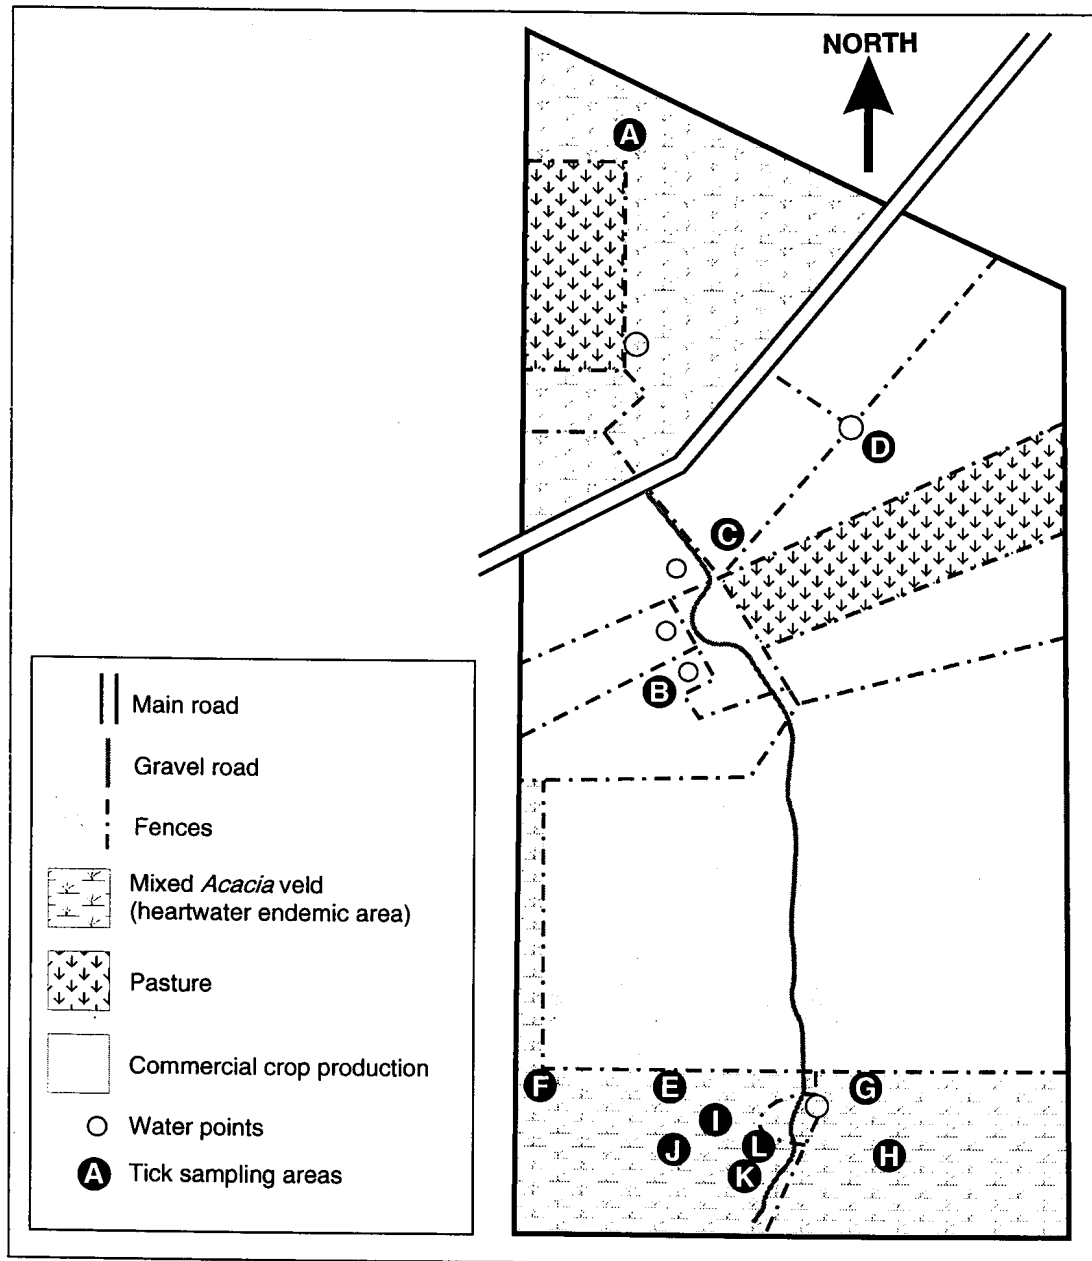 NORTH
A
D
C
B
F
E
G
I
J
L
H
K
Main road
Gravel road
Fences
Mixed Acacia veld
(heartwater endemic area)
Pasture
Commercial crop production
Water points
A Tick sampling areas